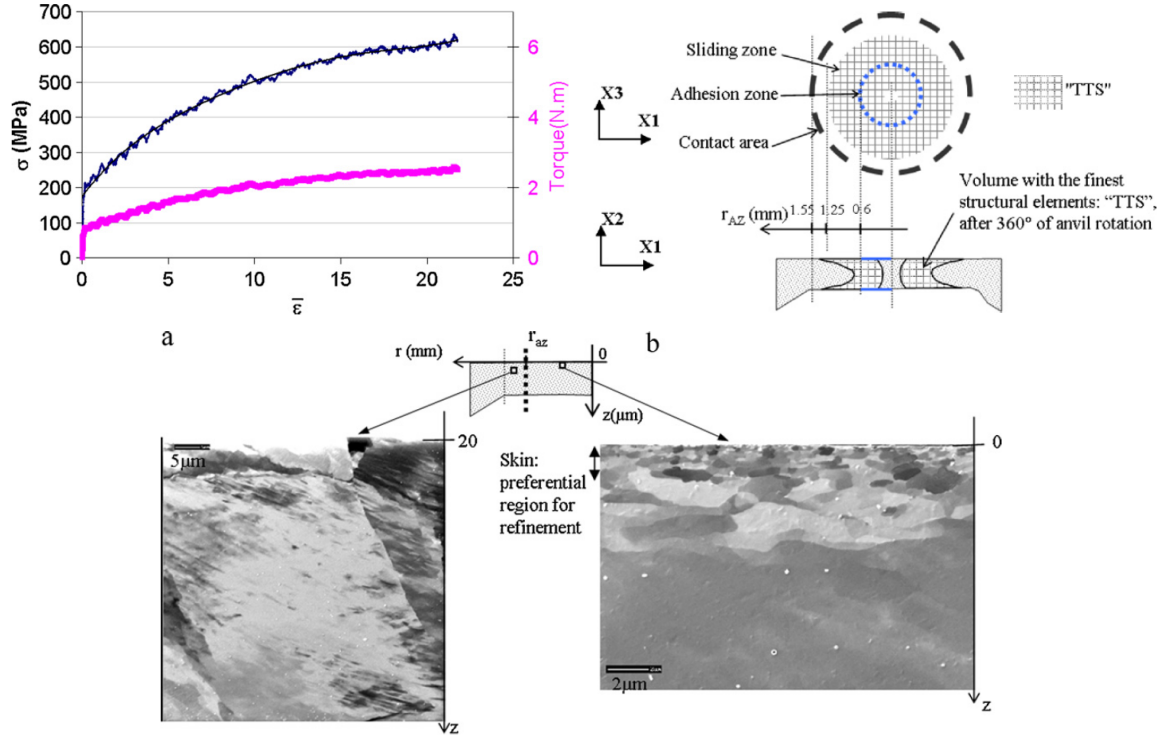 700
600
500
400
300
200
100
0
σ (MPa)
0
5
10
15
20
25
ε̅
6
4
2
0
Torque(N.m)
X3
X1
X2
X1
Sliding zone
Adhesion zone
Contact area
"TTS"
r_AZ (mm)
1.55
1.25
0.6
Volume with the finest
structural elements: “TTS”,
after 360° of anvil rotation
a
r (mm)
r_az
0
b
z(μm)
5μm
20
z
Skin:
preferential
region for
refinement
0
2μm
z